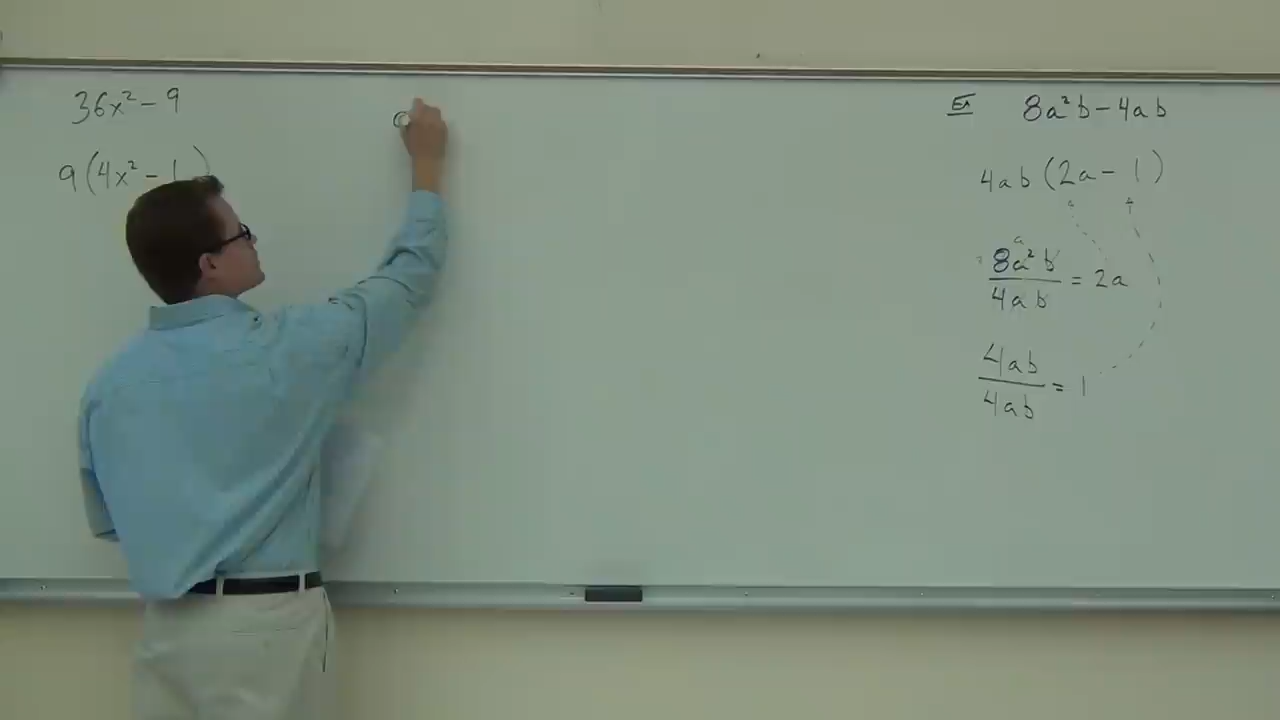 36x² - 9
9(4x² - 1)
Ex 8a²b - 4ab
4ab(2a - 1)
a
8a²b/4ab = 2a
4ab/4ab = 1